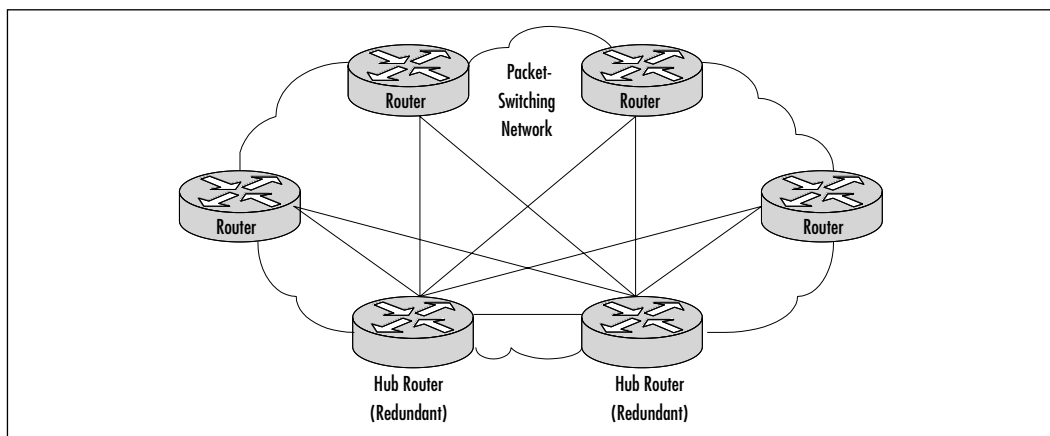 Router
Packet-
Switching
Network
Router
Router
Router
Hub Router
(Redundant)
Hub Router
(Redundant)